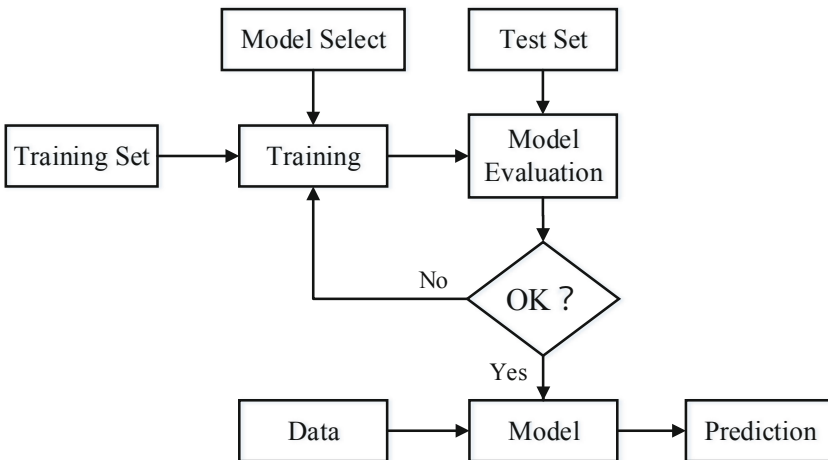 Model Select
Test Set
Training Set
Training
Model
Evaluation
No
OK？
Yes
Data
Model
Prediction